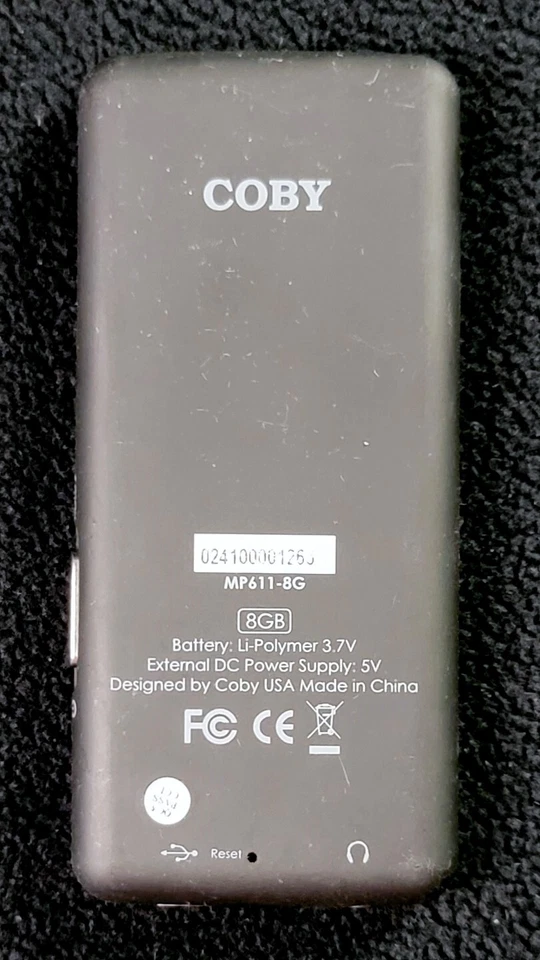 COBY
MP611-8G
8GB
Battery: Li-Polymer 3.7V
External DC Power Supply: 5V
Designed by Coby USA Made in China
FC CE
Reset